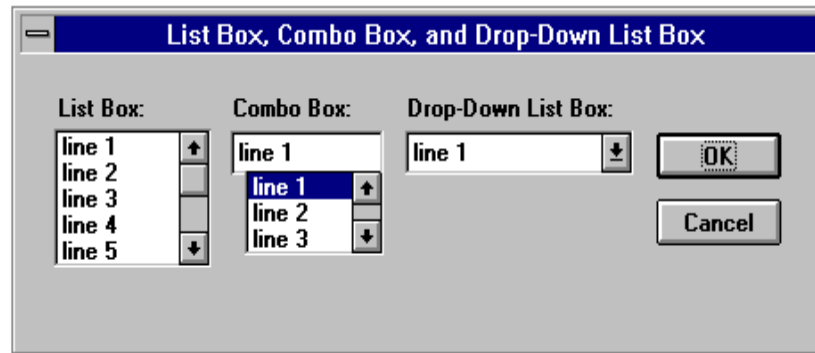 List Box, Combo Box, and Drop-Down List Box
List Box:
line 1
line 2
line 3
line 4
line 5
Combo Box:
line 1
line 1
line 2
line 3
Drop-Down List Box:
line 1
OK
Cancel